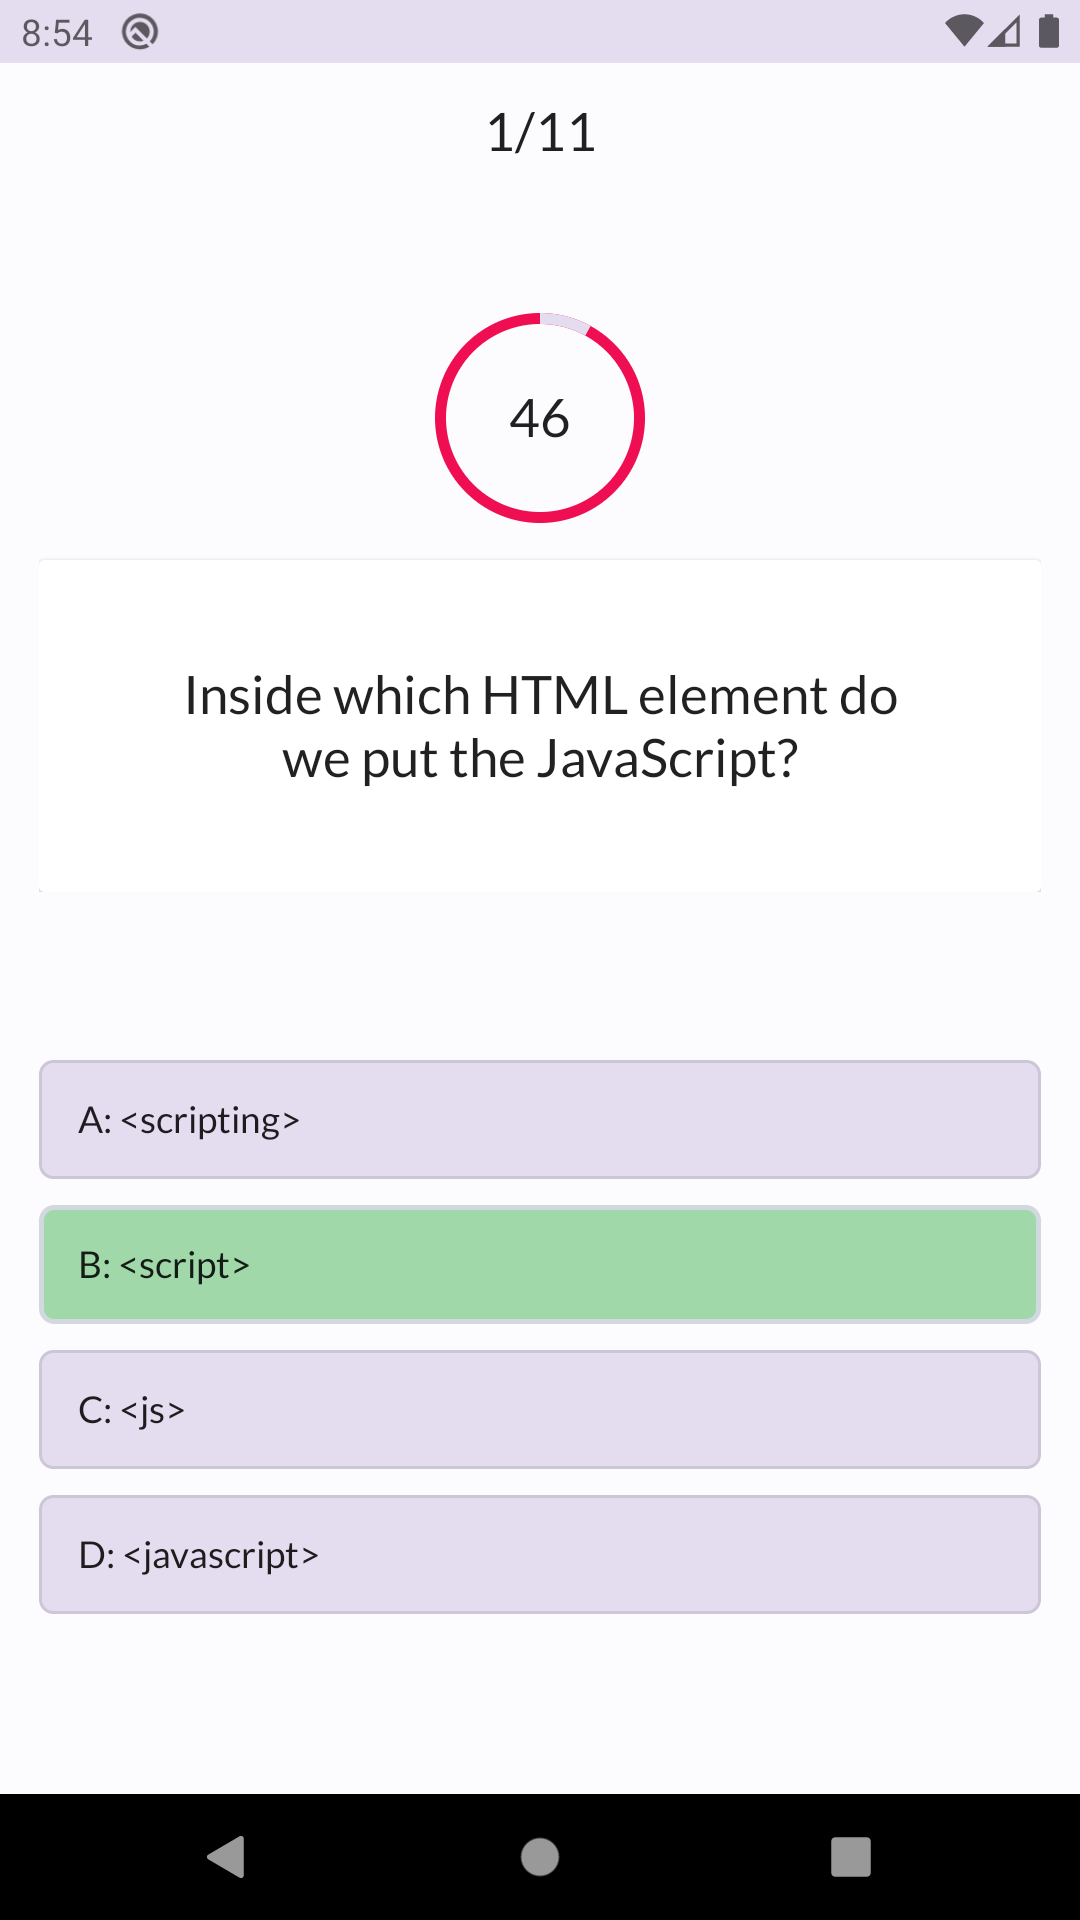 8:54
1/11
46
Inside which HTML element do
we put the JavaScript?
A: <scripting>
B: <script>
C: <js>
D: <javascript>